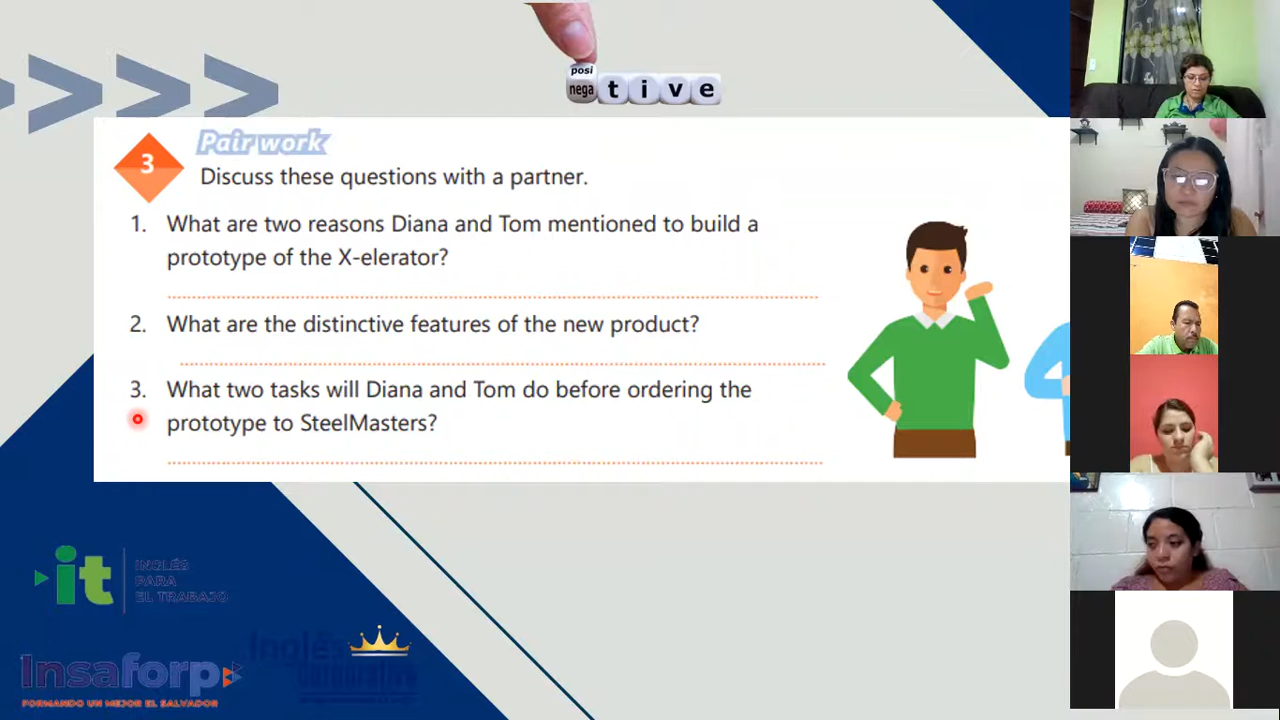 posi
nega
tive
Pair work
3
Discuss these questions with a partner.
1. What are two reasons Diana and Tom mentioned to build a
prototype of the X-elerator?
2. What are the distinctive features of the new product?
3. What two tasks will Diana and Tom do before ordering the
prototype to SteelMasters?
it
INGLÉS
PARA
EL TRABAJO
Inglés
Corporativo
Insaforp
FORMANDO UN MEJOR EL SALVADOR